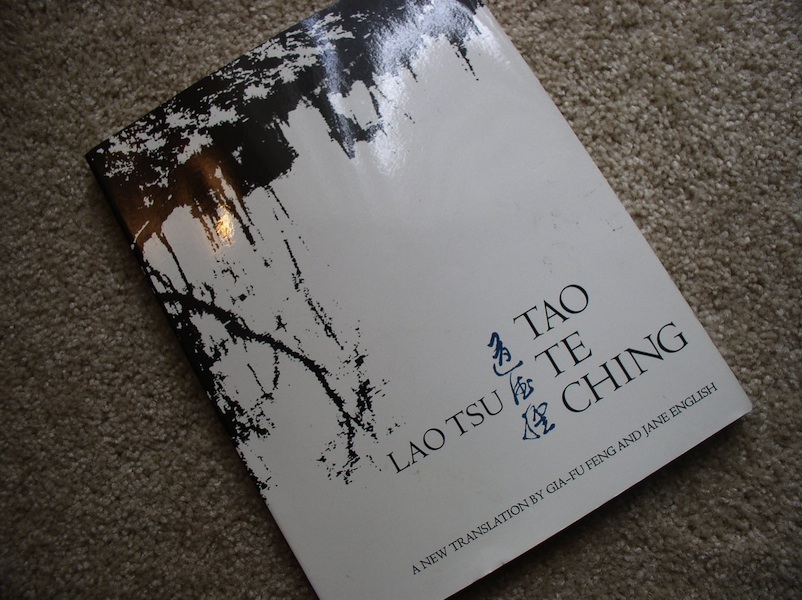 LAO TSU
道
德
經
TAO
TE
CHING
A NEW TRANSLATION BY GIA-FU FENG AND JANE ENGLISH